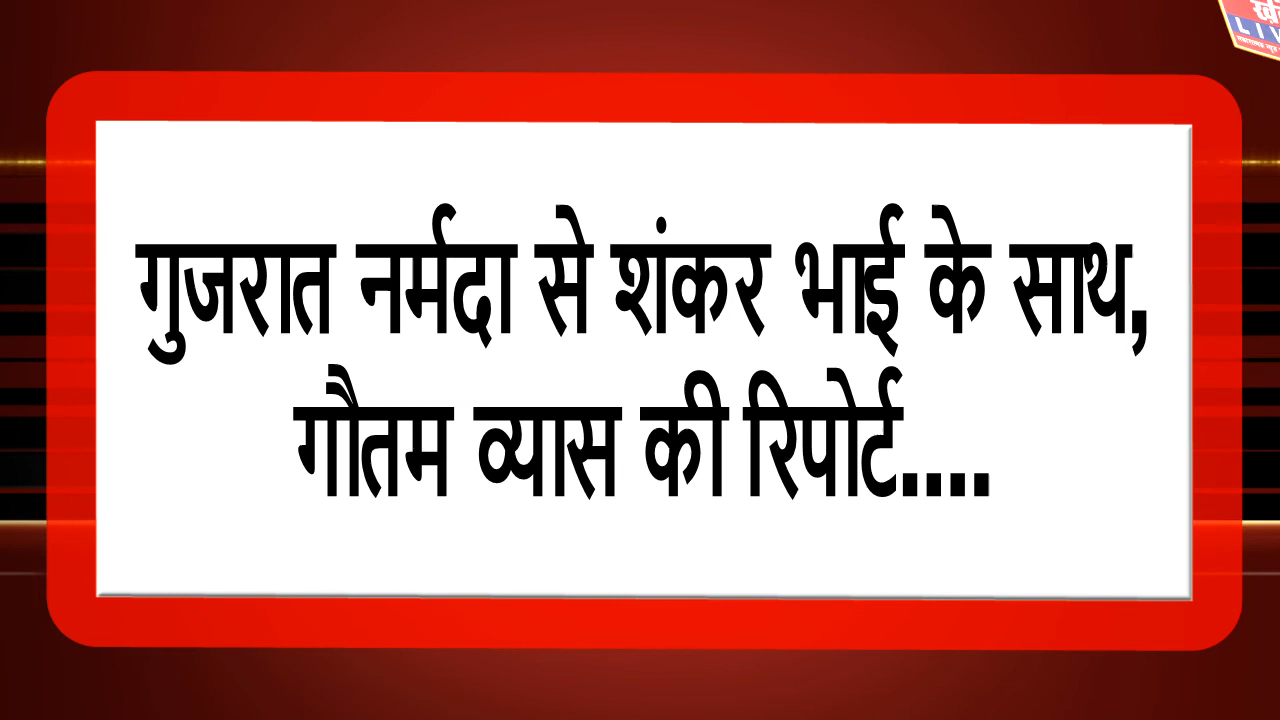 गुजरात नर्मदा से शंकर भाई के साथ,
गौतम व्यास की रिपोर्ट....